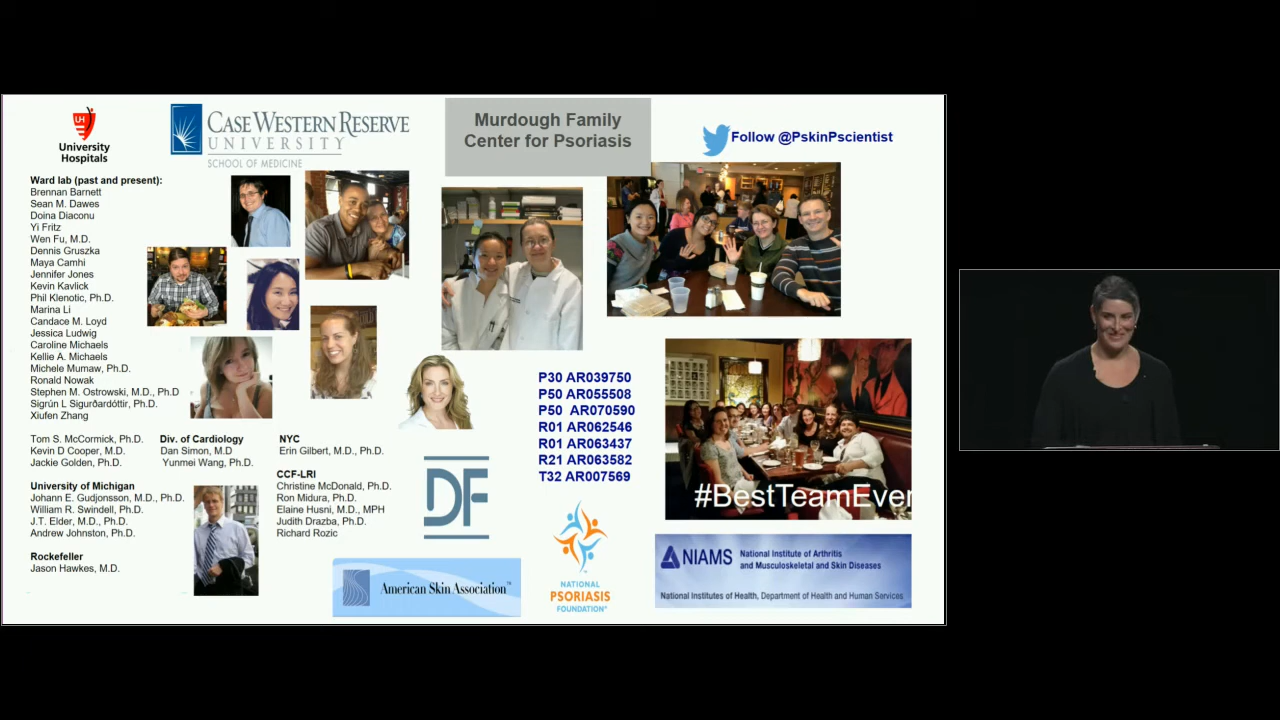 UH
University
Hospitals
CASE WESTERN RESERVE
UNIVERSITY
SCHOOL OF MEDICINE
Murdough Family
Center for Psoriasis
Follow @PskinPscientist
Ward lab (past and present):
Brennan Barnett
Sean M. Dawes
Doina Diaconu
Yi Fritz
Wen Fu, M.D.
Dennis Gruszka
Maya Camhi
Jennifer Jones
Kevin Kavlick
Phil Klenotic, Ph.D.
Marina Li
Candace M. Loyd
Jessica Ludwig
Caroline Michaels
Kellie A. Michaels
Michele Mumaw, Ph.D.
Ronald Nowak
Stephen M. Ostrowski, M.D., Ph.D
Sigrún L Sigurðardóttir, Ph.D.
Xiufen Zhang
Tom S. McCormick, Ph.D.
Kevin D Cooper, M.D.
Jackie Golden, Ph.D.
Div. of Cardiology
Dan Simon, M.D
Yunmei Wang, Ph.D.
NYC
Erin Gilbert, M.D., Ph.D.
University of Michigan
Johann E. Gudjonsson, M.D., Ph.D.
William R. Swindell, Ph.D.
J.T. Elder, M.D., Ph.D.
Andrew Johnston, Ph.D.
Rockefeller
Jason Hawkes, M.D.
CCF-LRI
Christine McDonald, Ph.D.
Ron Midura, Ph.D.
Elaine Husni, M.D., MPH
Judith Drazba, Ph.D.
Richard Rozic
DF
P30 AR039750
P50 AR055508
P50 AR070590
R01 AR062546
R01 AR063437
R21 AR063582
T32 AR007569
#BestTeamEver
American Skin Association™
NATIONAL
PSORIASIS
FOUNDATION®
NIAMS
National Institute of Arthritis
and Musculoskeletal and Skin Diseases
National Institutes of Health, Department of Health and Human Services